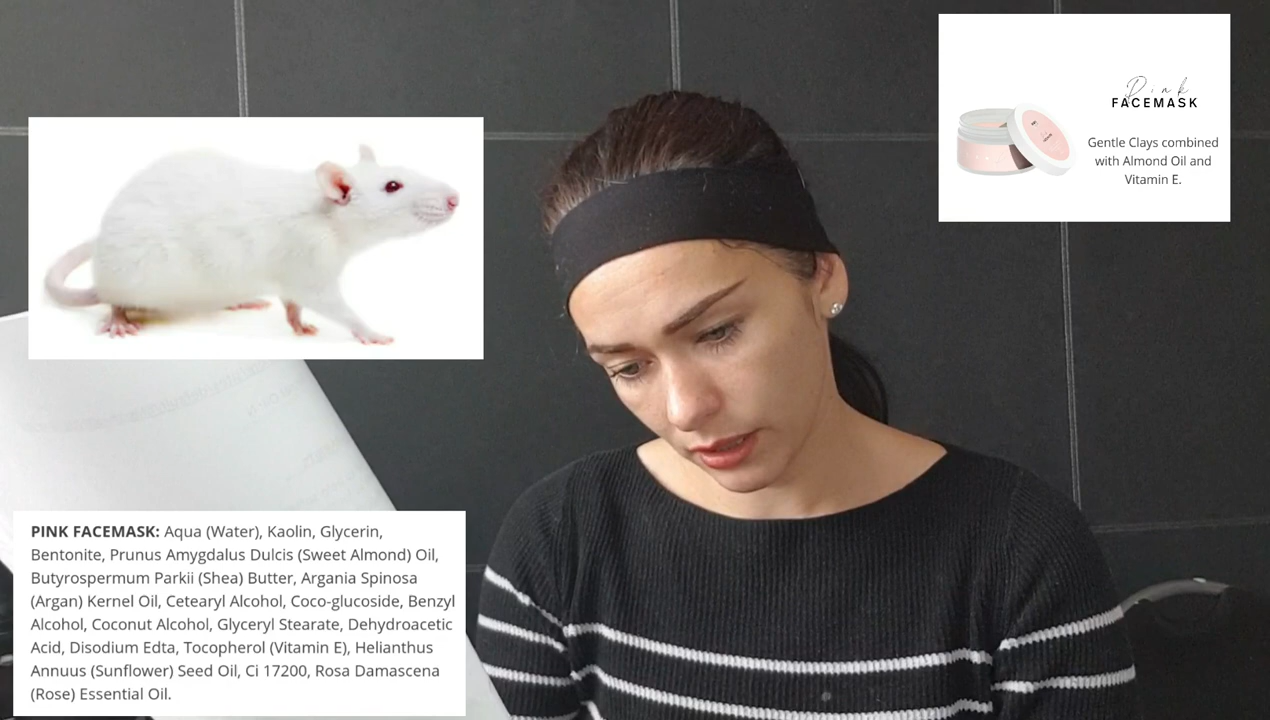 Pink
FACEMASK
Gentle Clays combined
with Almond Oil and
Vitamin E.
PINK FACEMASK: Aqua (Water), Kaolin, Glycerin,
Bentonite, Prunus Amygdalus Dulcis (Sweet Almond) Oil,
Butyrospermum Parkii (Shea) Butter, Argania Spinosa
(Argan) Kernel Oil, Cetearyl Alcohol, Coco-glucoside, Benzyl
Alcohol, Coconut Alcohol, Glyceryl Stearate, Dehydroacetic
Acid, Disodium Edta, Tocopherol (Vitamin E), Helianthus
Annuus (Sunflower) Seed Oil, Ci 17200, Rosa Damascena
(Rose) Essential Oil.